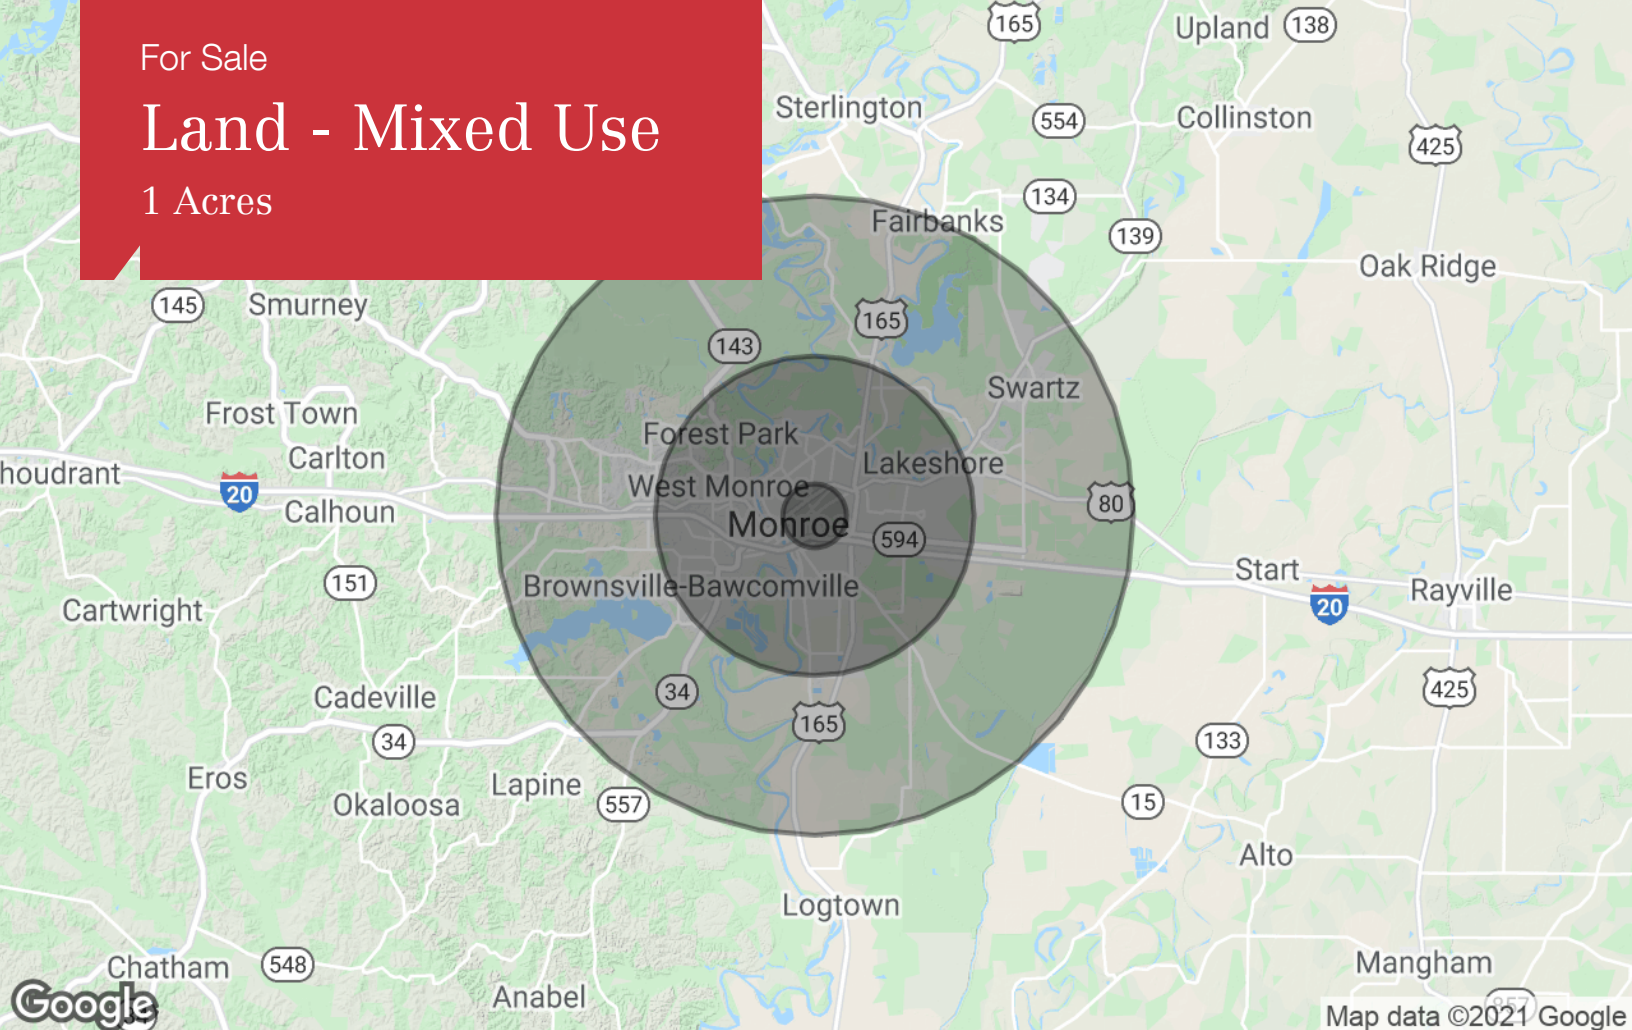 For Sale
Land - Mixed Use
1 Acres
165
Upland
138
Sterlington
554
Collinston
425
134
Fairbanks
139
Oak Ridge
145
Smurney
165
143
Swartz
Frost Town
Forest Park
Carlton
Lakeshore
houdrant
20
West Monroe
80
Calhoun
Monroe
594
Start
151
Brownsville-Bawcomville
Rayville
Cartwright
20
Cadeville
34
425
165
34
133
Eros
Lapine
Okaloosa
557
15
Alto
Logtown
Chatham
548
Mangham
Anabel
Google
34
857
Map data ©2021 Google